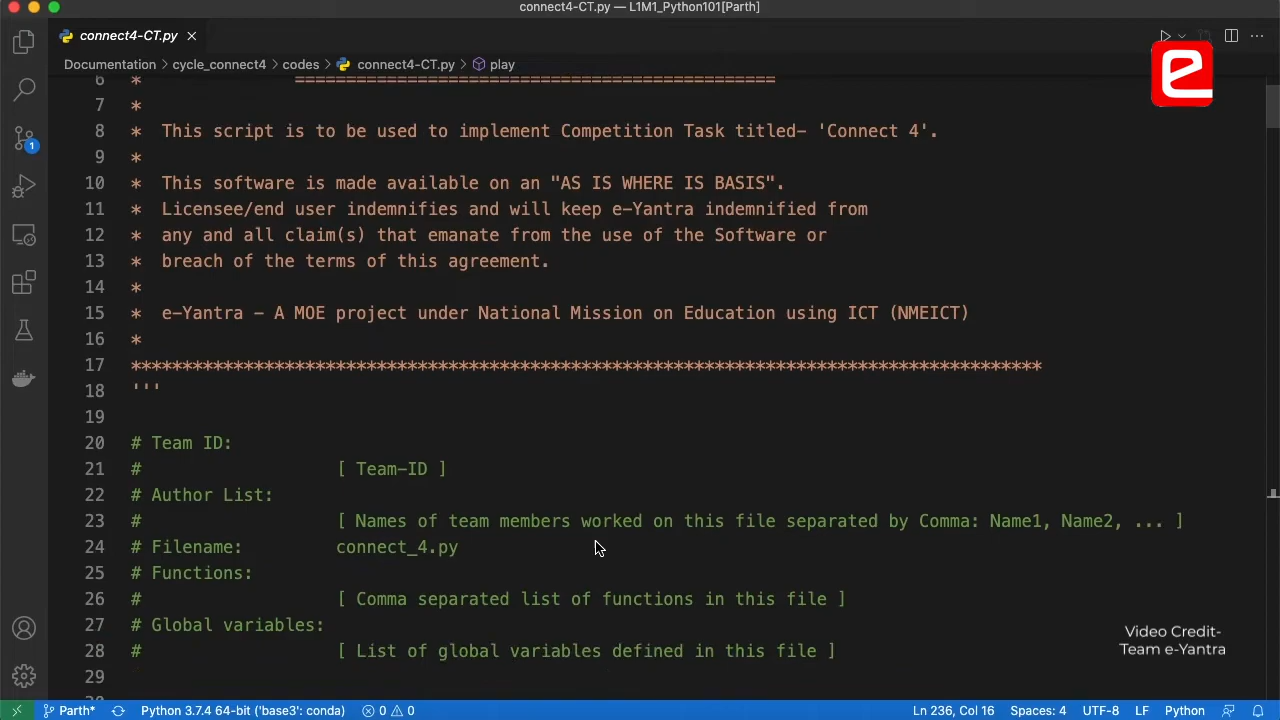 connect4-CT.py — L1M1_Python101[Parth]
connect4-CT.py
Documentation > cycle_connect4 > codes > connect4-CT.py > play
6 * =============================================
7 *
8 * This script is to be used to implement Competition Task titled- 'Connect 4'.
9 *
10 * This software is made available on an "AS IS WHERE IS BASIS".
11 * Licensee/end user indemnifies and will keep e-Yantra indemnified from
12 * any and all claim(s) that emanate from the use of the Software or
13 * breach of the terms of this agreement.
14 *
15 * e-Yantra - A MOE project under National Mission on Education using ICT (NMEICT)
16 *
17 *****************************************************************************************
18 '''
19
20 # Team ID:
21 # [ Team-ID ]
22 # Author List:
23 # [ Names of team members worked on this file separated by Comma: Name1, Name2, ... ]
24 # Filename: connect_4.py
25 # Functions:
26 # [ Comma separated list of functions in this file ]
27 # Global variables:
28 # [ List of global variables defined in this file ]
29
1
e
Video Credit-
Team e-Yantra
Parth* Python 3.7.4 64-bit ('base3': conda) 0 0 Ln 236, Col 16 Spaces: 4 UTF-8 LF Python